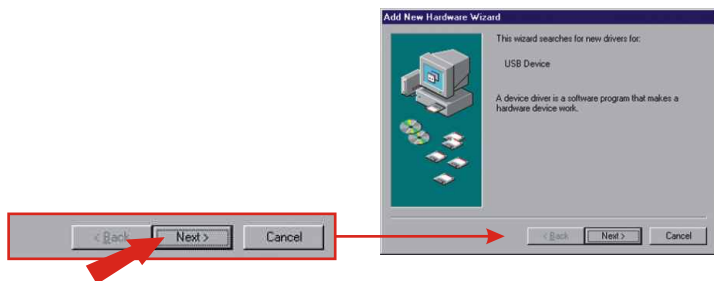 Add New Hardware Wizard
This wizard searches for new drivers for:
USB Device
A device driver is a software program that makes a
hardware device work.
< Back Next > Cancel
< Back Next > Cancel